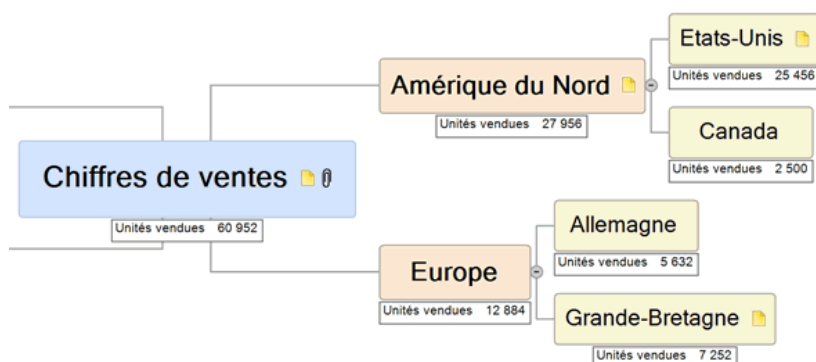 Etats-Unis
Unités vendues 25 456
Amérique du Nord
Unités vendues 27 956
Canada
Unités vendues 2 500
Chiffres de ventes
Unités vendues 60 952
Allemagne
Unités vendues 5 632
Europe
Unités vendues 12 884
Grande-Bretagne
Unités vendues 7 252